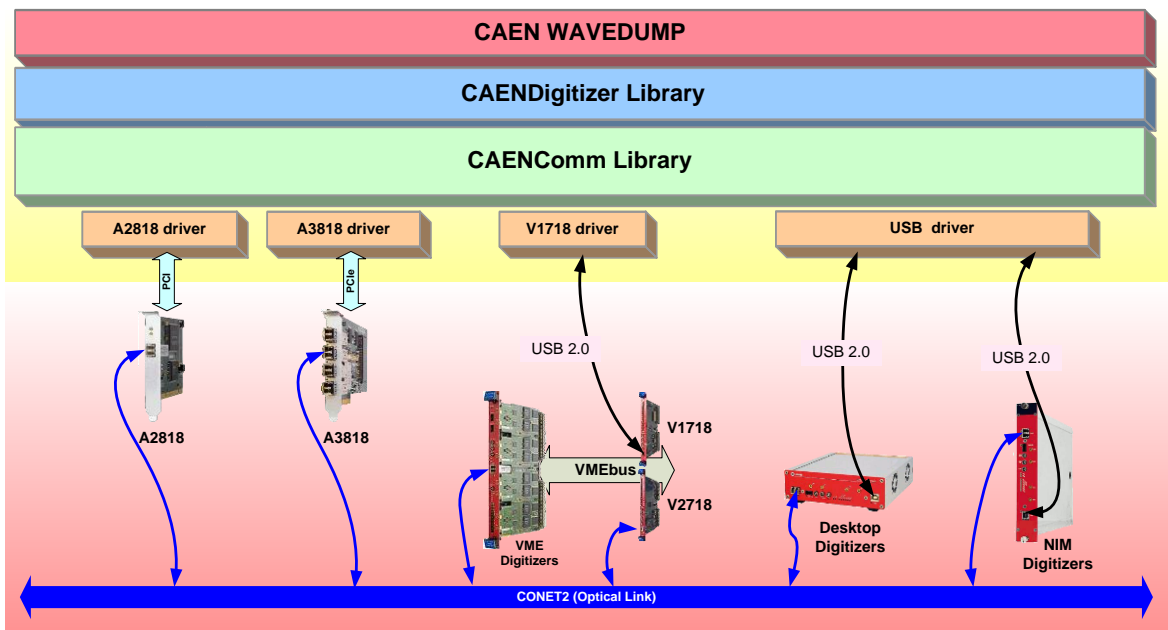 CAEN WAVEDUMP
CAENDigitizer Library
CAENComm Library
A2818 driver
A3818 driver
V1718 driver
USB driver
PCI
PCIe
USB 2.0
USB 2.0
USB 2.0
A2818
A3818
V1718
VMEbus
V2718
VME
Digitizers
Desktop
Digitizers
NIM
Digitizers
CONET2 (Optical Link)